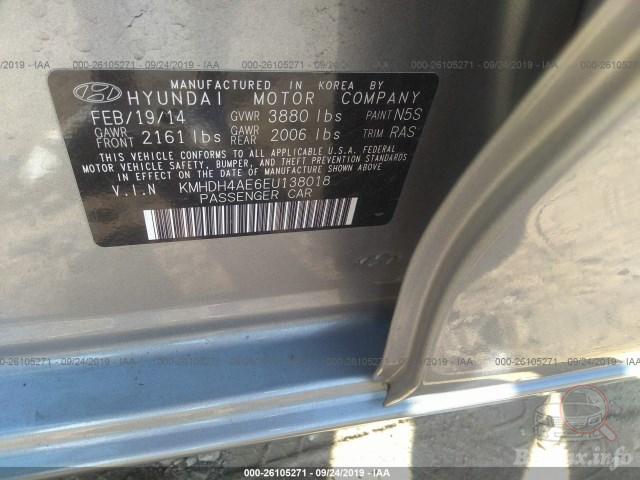 000-26105271 - 09/24/2019 - IAA
MANUFACTURED IN KOREA BY
HYUNDAI MOTOR COMPANY
FEB/19/14 GVWR 3880 lbs PAINT N5S
GAWR FRONT 2161 lbs GAWR REAR 2006 lbs TRIM RAS
THIS VEHICLE CONFORMS TO ALL APPLICABLE U.S.A. FEDERAL
MOTOR VEHICLE SAFETY, BUMPER, AND THEFT PREVENTION STANDARDS
IN EFFECT ON THE DATE OF MANUFACTURE SHOWN ABOVE.
V.I.N KMHDH4AE6EU138018
PASSENGER CAR
000-26105271 - 09/24/2019 - IAA
000-26105271 - 09/24/2019 - IAA